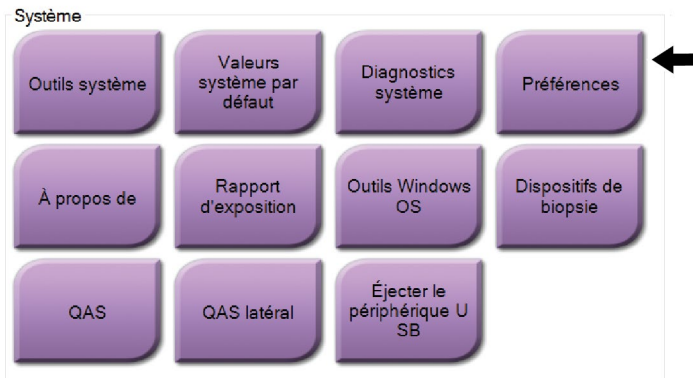 Système
Outils système
Valeurs
système par
défaut
Diagnostics
système
Préférences
À propos de
Rapport
d'exposition
Outils Windows
OS
Dispositifs de
biopsie
QAS
QAS latéral
Éjecter le
périphérique U
SB